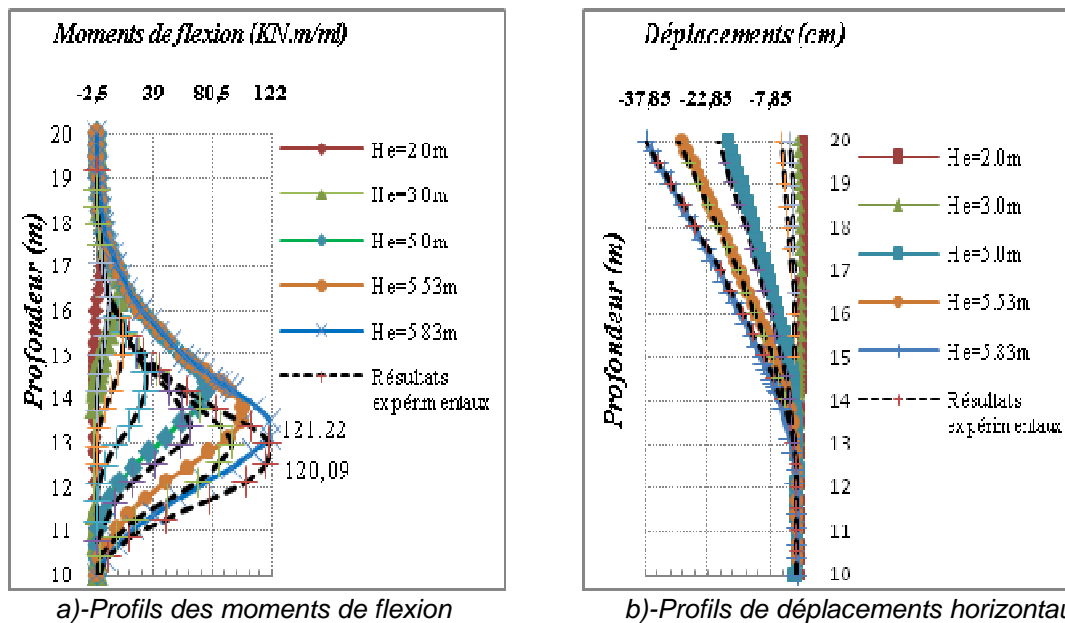 Moments de flexion (KN.m/ml)
-2,5 39 80,5 122
20
19
18
17
16
15
14
13
12
11
10
Profondeur (m)
He=2.0m
He=3.0m
He=5.0m
He=5.53m
He=5.83m
Résultats
expérimentaux
121.22
120,09
a)-Profils des moments de flexion
Déplacements (cm)
-37,85 -22,85 -7,85
20
19
18
17
16
15
14
13
12
11
10
Profondeur (m)
He=2.0m
He=3.0m
He=5.0m
He=5.53m
He=5.83m
Résultats
expérimentaux
b)-Profils de déplacements horizontau